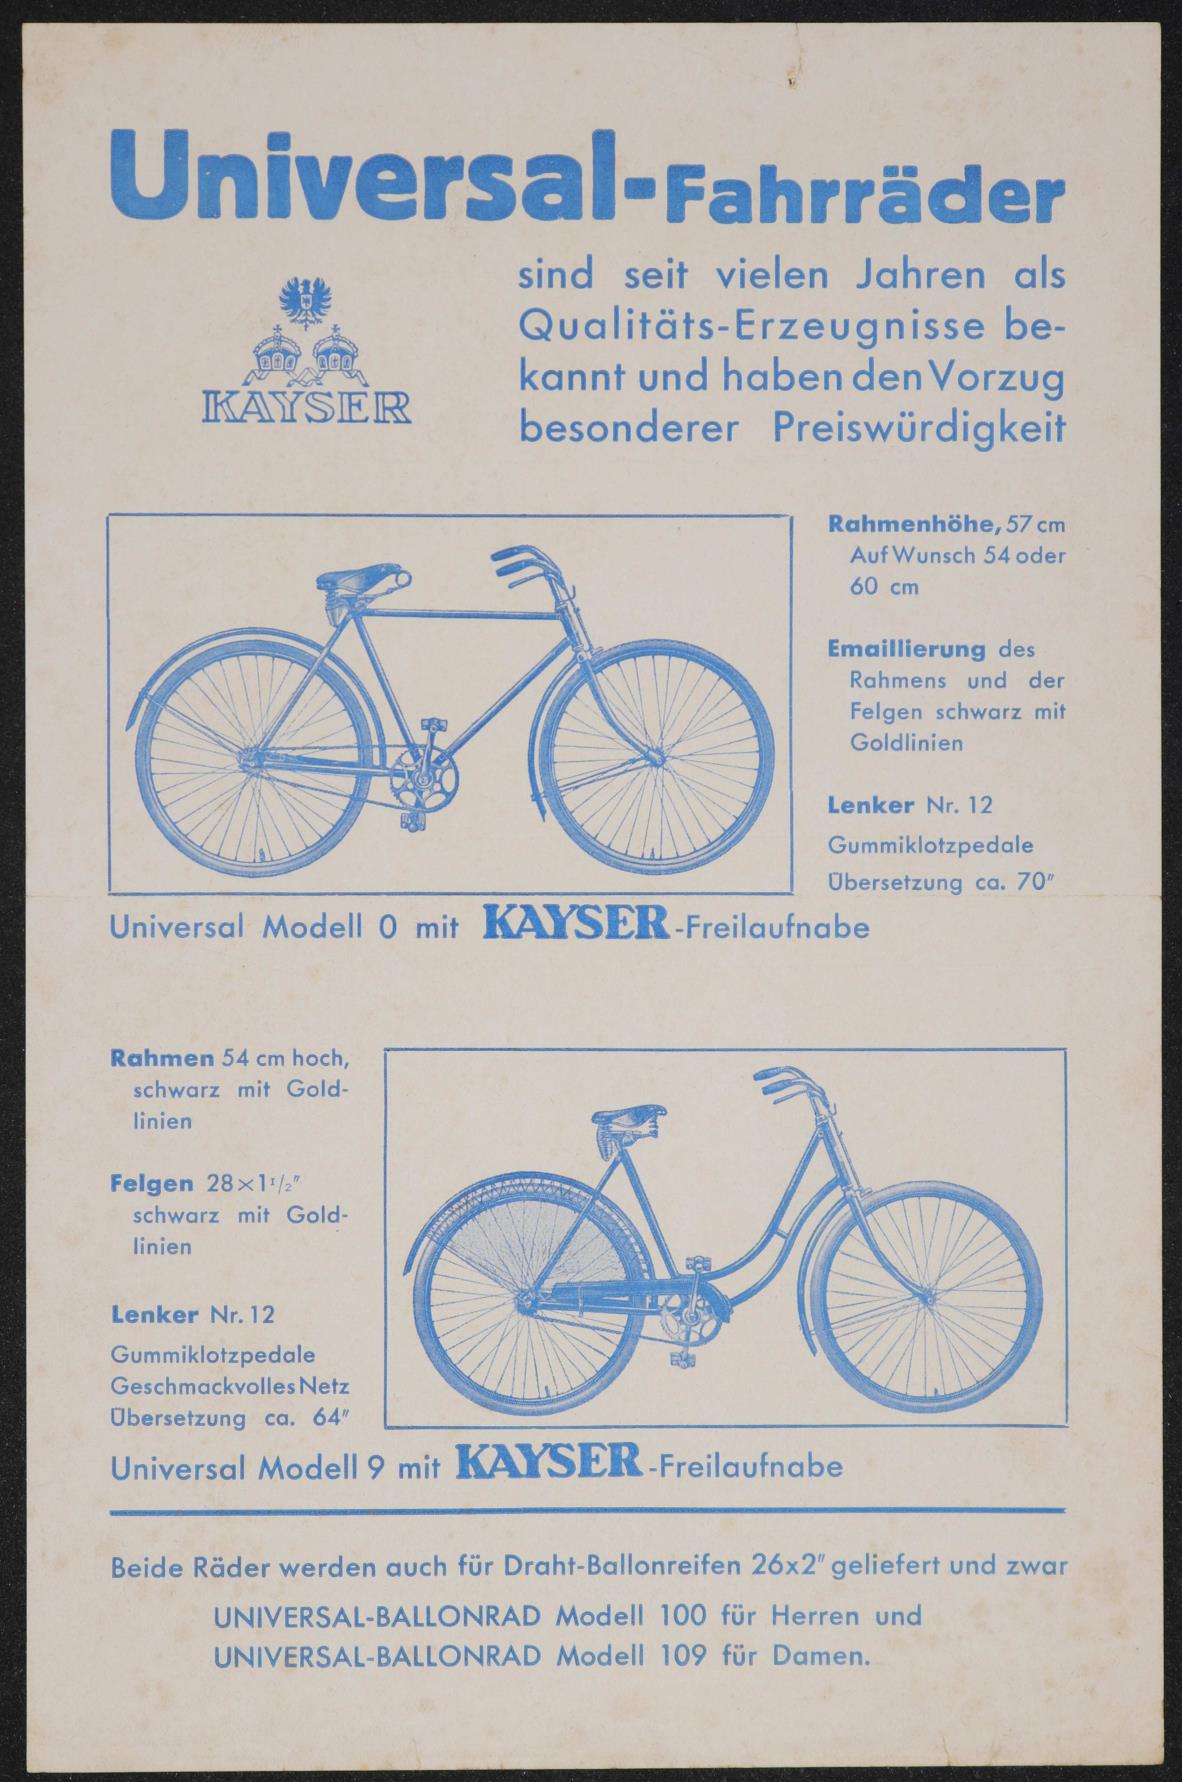 Universal-Fahrräder
KAYSER
sind seit vielen Jahren als
Qualitäts-Erzeugnisse be-
kannt und haben den Vorzug
besonderer Preiswürdigkeit
Rahmenhöhe, 57 cm
Auf Wunsch 54 oder
60 cm
Emaillierung des
Rahmens und der
Felgen schwarz mit
Goldlinien
Lenker Nr. 12
Gummiklotzpedale
Übersetzung ca. 70"
Universal Modell 0 mit KAYSER-Freilaufnabe
Rahmen 54 cm hoch,
schwarz mit Gold-
linien
Felgen 28×1 1/2"
schwarz mit Gold-
linien
Lenker Nr. 12
Gummiklotzpedale
Geschmackvolles Netz
Übersetzung ca. 64"
Universal Modell 9 mit KAYSER-Freilaufnabe
Beide Räder werden auch für Draht-Ballonreifen 26x2" geliefert und zwar
UNIVERSAL-BALLONRAD Modell 100 für Herren und
UNIVERSAL-BALLONRAD Modell 109 für Damen.